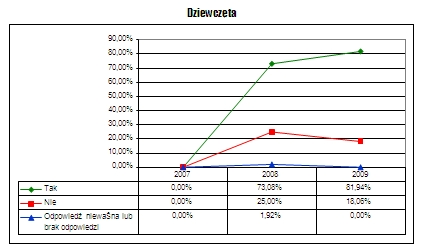 Dziewczeta
90,00%
80,00%
70,00%
60,00%
50,00%
40,00%
30,00%
20,00%
10,00%
0,00%
2007 2008 2009
Tak 0,00% 73,08% 81,94%
Nie 0,00% 25,00% 18,06%
Odpowiedź niewaŜna lub 0,00% 1,92% 0,00%
brak odpowiedzi